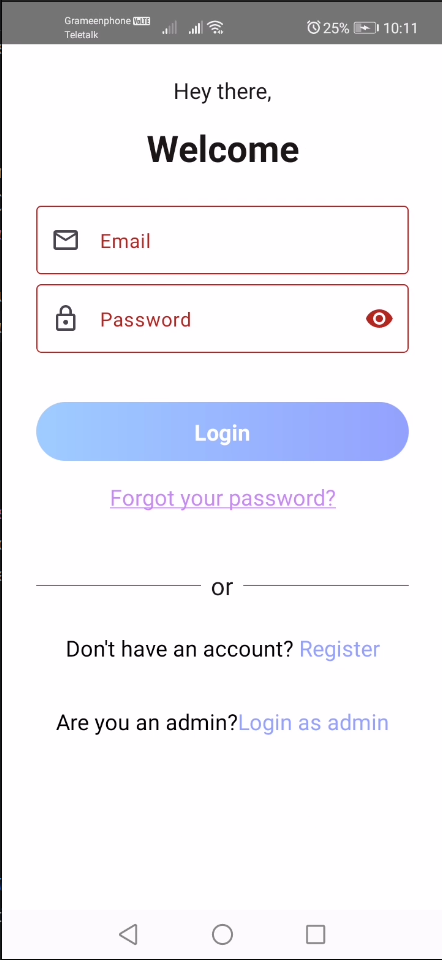 Grameenphone VoLTE
Teletalk
25%
10:11
Hey there,
Welcome
Email
Password
Login
Forgot your password?
or
Don't have an account? Register
Are you an admin?Login as admin